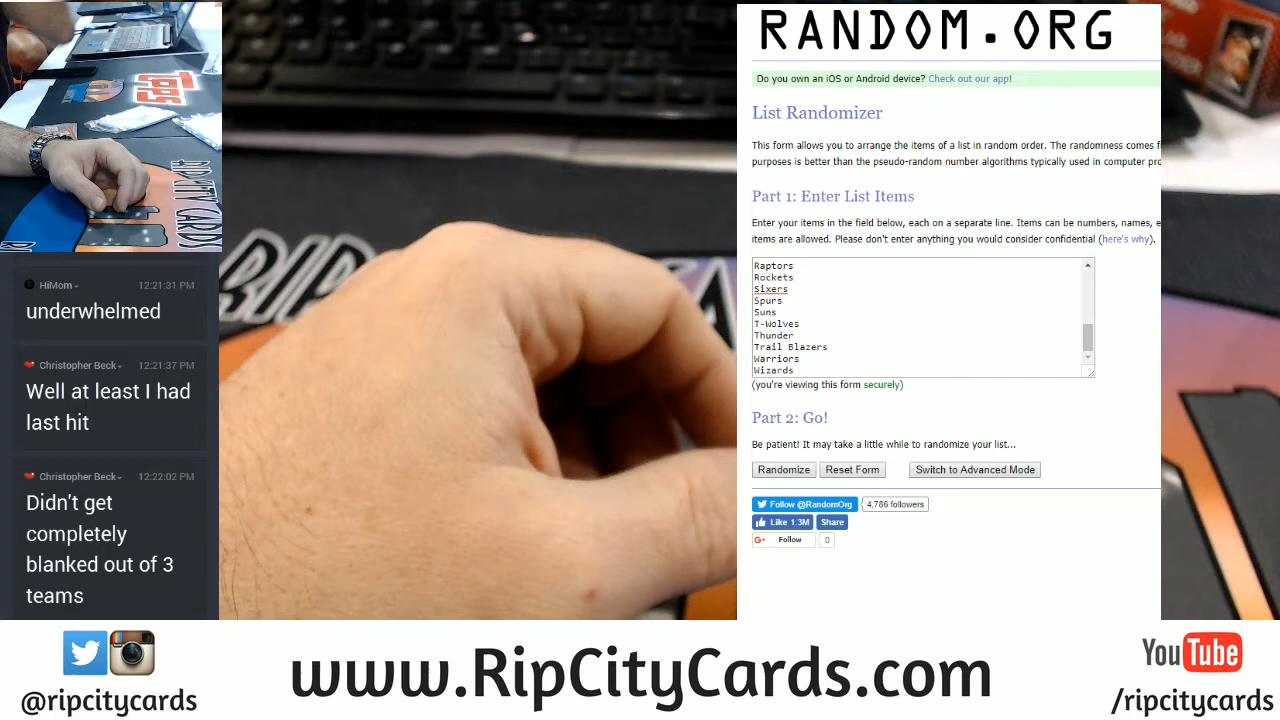 TOPPS
RIP CITY CARDS
HiMom 12:21:31 PM
underwhelmed
Christopher Beck 12:21:37 PM
Well at least I had
last hit
Christopher Beck 12:22:02 PM
Didn't get
completely
blanked out of 3
teams
RIP
RANDOM.ORG
Do you own an iOS or Android device? Check out our app!
List Randomizer
This form allows you to arrange the items of a list in random order. The randomness comes
purposes is better than the pseudo-random number algorithms typically used in computer
Part 1: Enter List Items
Enter your items in the field below, each on a separate line. Items can be numbers, names,
items are allowed. Please don't enter anything you would consider confidential (here's why).
Raptors
Rockets
Sixers
Spurs
Suns
T-Wolves
Thunder
Trail Blazers
Warriors
Wizards
(you're viewing this form securely)
Part 2: Go!
Be patient! It may take a little while to randomize your list...
Randomize Reset Form Switch to Advanced Mode
Follow @RandomOrg 4,786 followers
Like 1.3M Share
G+ Follow 0
@ripcitycards
www.RipCityCards.com
YouTube
/ripcitycards